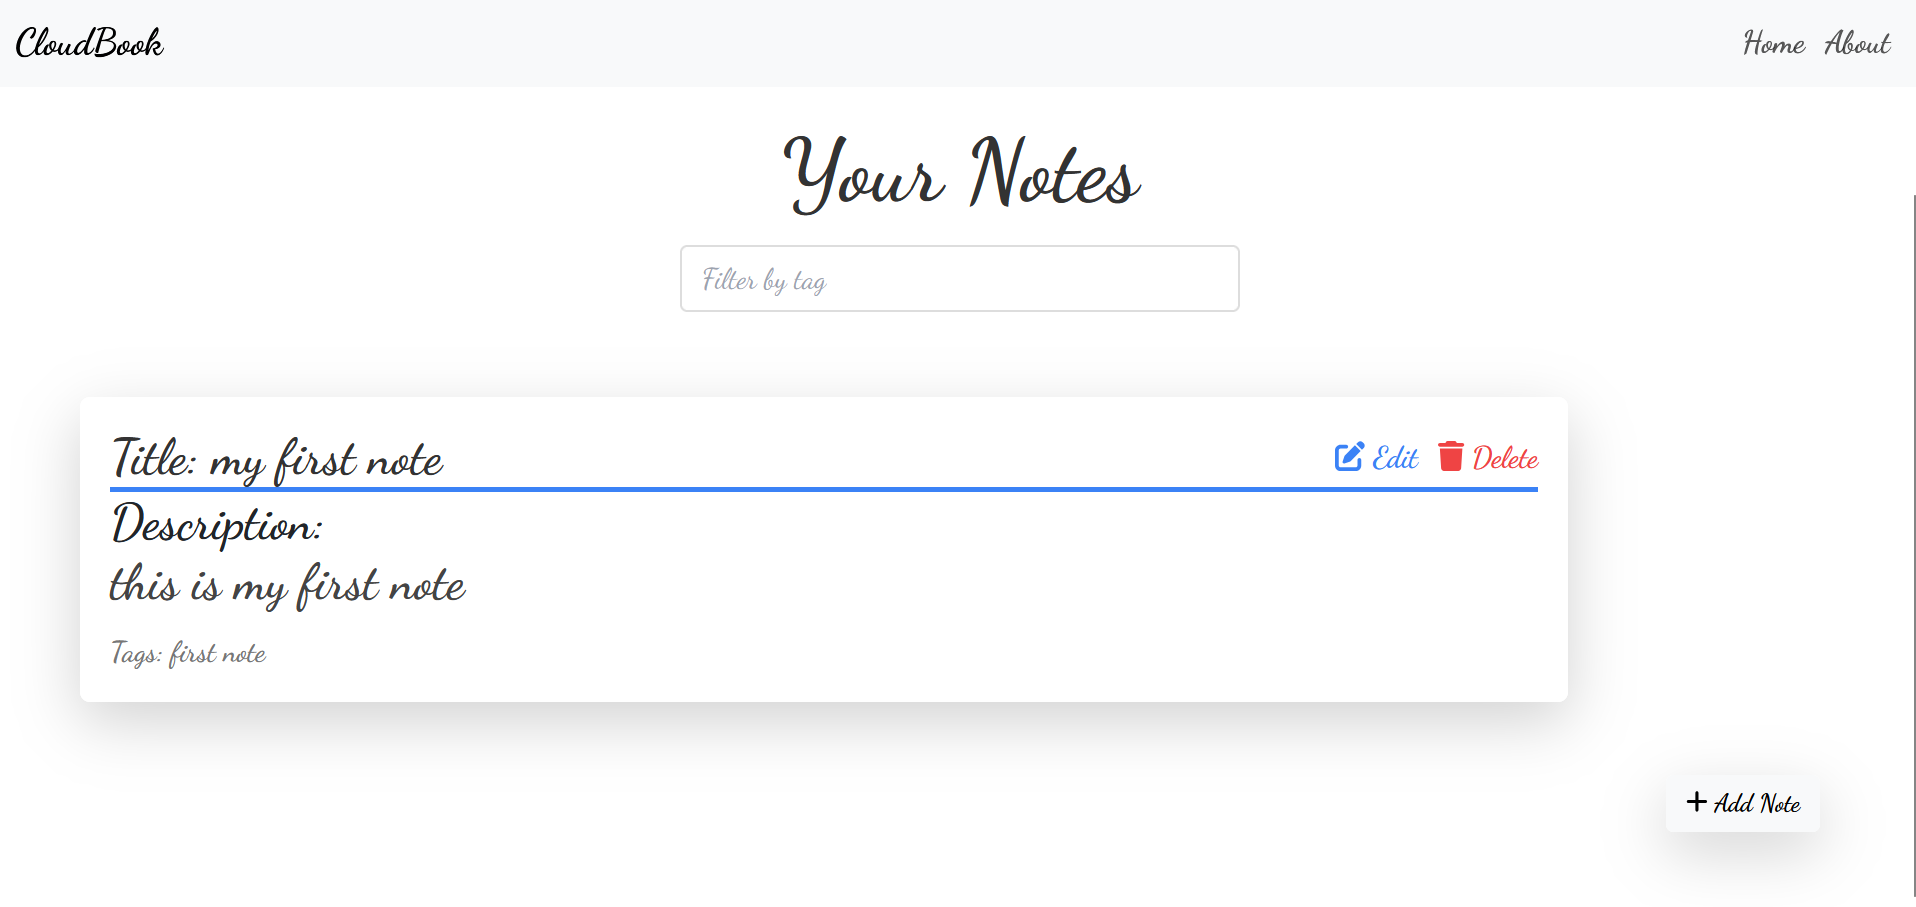 CloudBook Home About
Your Notes
Filter by tag
Title: my first note Edit Delete
Description:
this is my first note
Tags: first note
Add Note